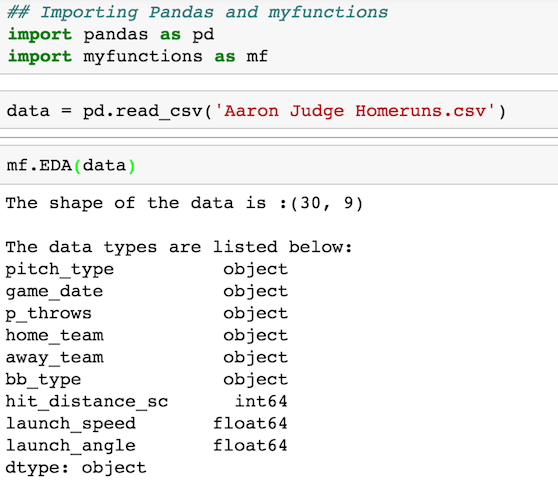 ## Importing Pandas and myfunctions
import pandas as pd
import myfunctions as mf
data = pd.read_csv('Aaron Judge Homeruns.csv')
mf.EDA(data)
The shape of the data is :(30, 9)
The data types are listed below:
pitch_type object
game_date object
p_throws object
home_team object
away_team object
bb_type object
hit_distance_sc int64
launch_speed float64
launch_angle float64
dtype: object